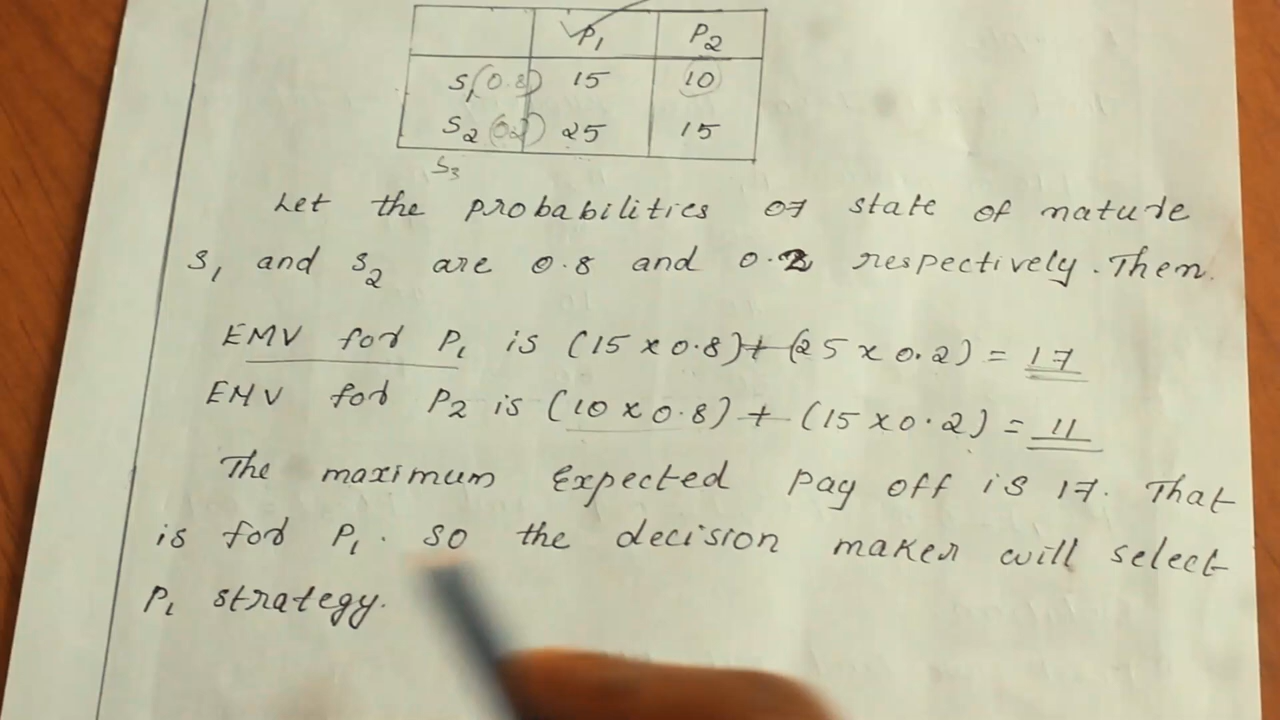 P1 P2
S1(0.8) 15 10
S2(0.2) 25 15
S3
Let the probabilities of state of nature
S1 and S2 are 0.8 and 0.2 respectively. Then.
EMV for P1 is (15 x 0.8) + (25 x 0.2) = 17
EMV for P2 is (10 x 0.8) + (15 x 0.2) = 11
The maximum Expected pay off is 17. That
is for P1. so the decision maker will select
P1 strategy.